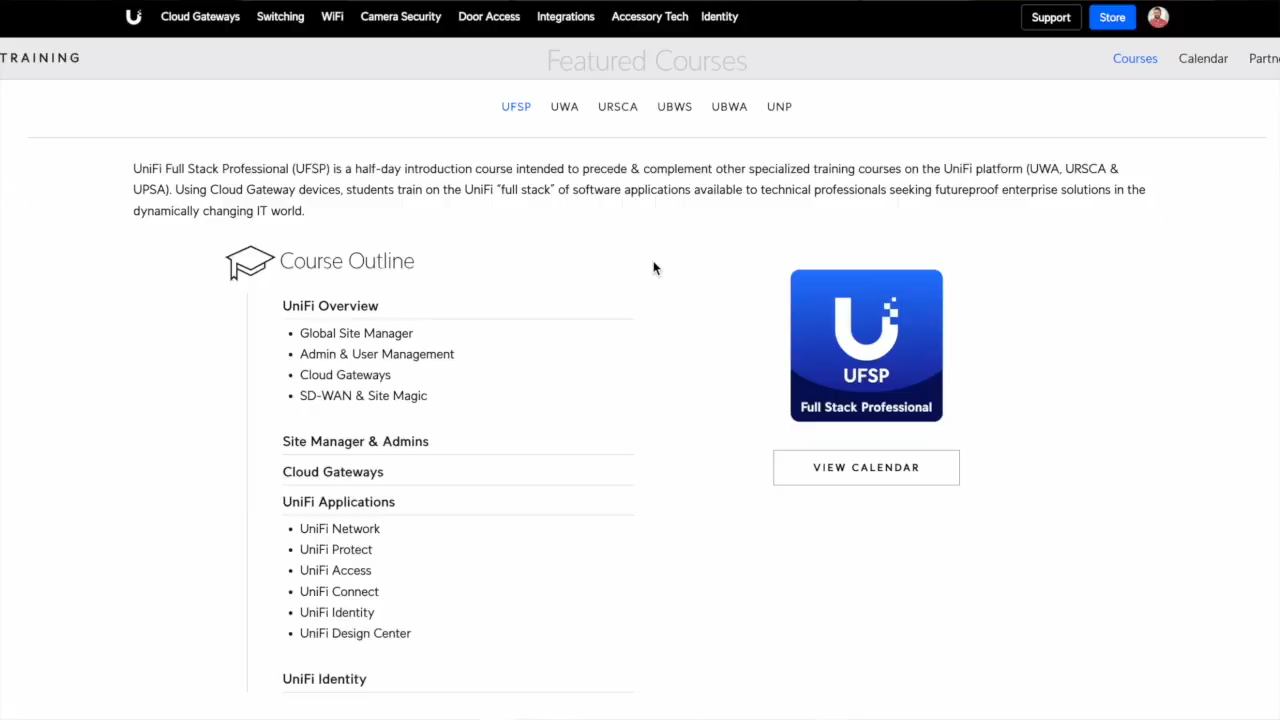 Cloud Gateways Switching WiFi Camera Security Door Access Integrations Accessory Tech Identity Support Store
TRAINING Featured Courses Courses Calendar Partne
UFSP UWA URSCA UBWS UBWA UNP
UniFi Full Stack Professional (UFSP) is a half-day introduction course intended to precede & complement other specialized training courses on the UniFi platform (UWA, URSCA &
UPSA). Using Cloud Gateway devices, students train on the UniFi "full stack" of software applications available to technical professionals seeking futureproof enterprise solutions in the
dynamically changing IT world.
Course Outline
UniFi Overview
• Global Site Manager
• Admin & User Management
• Cloud Gateways
• SD-WAN & Site Magic
Site Manager & Admins
Cloud Gateways
UniFi Applications
• UniFi Network
• UniFi Protect
• UniFi Access
• UniFi Connect
• UniFi Identity
• UniFi Design Center
UniFi Identity
UFSP
Full Stack Professional
VIEW CALENDAR